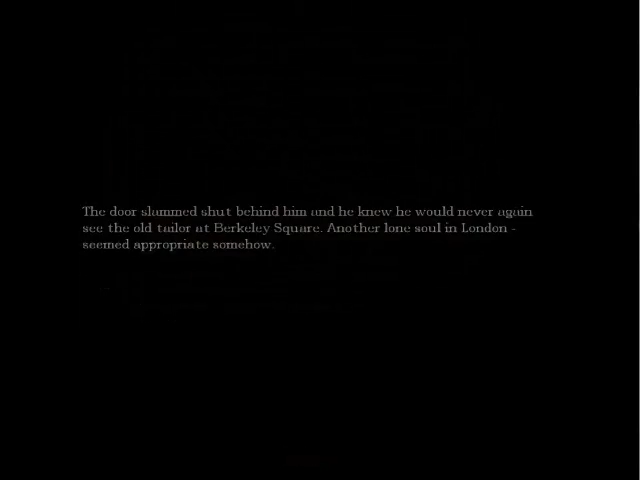 The door slammed shut behind him and he knew he would never again
see the old tailor at Berkeley Square. Another lone soul in London -
seemed appropriate somehow.